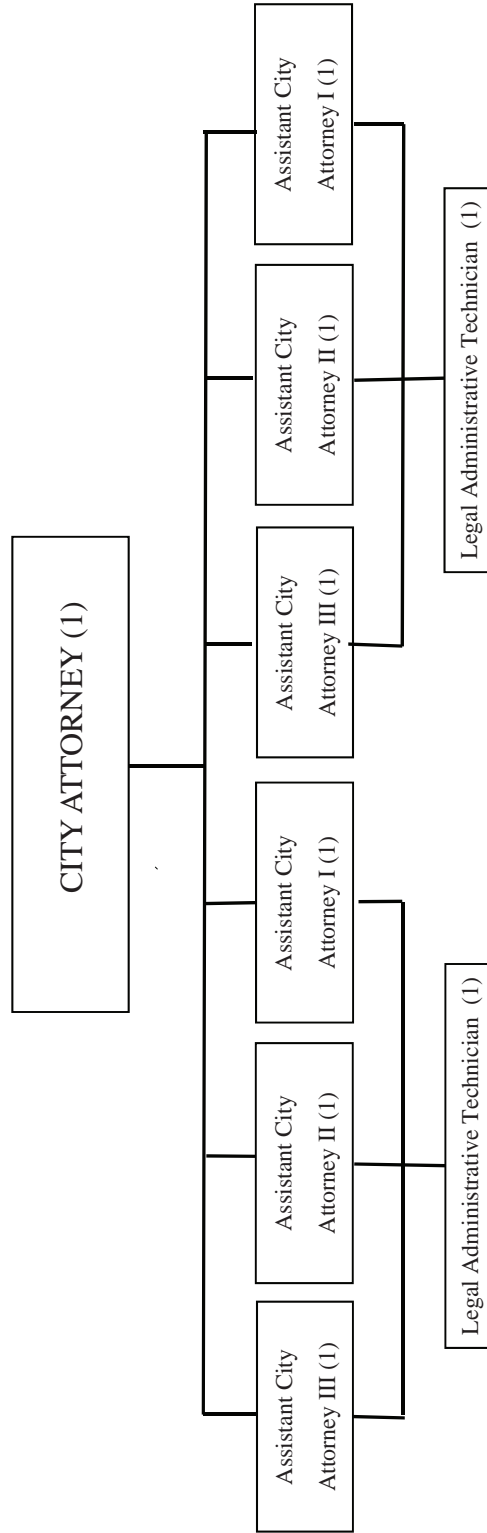 CITY ATTORNEY (1)
Assistant City
Attorney III (1)
Assistant City
Attorney II (1)
Assistant City
Attorney I (1)
Assistant City
Attorney III (1)
Assistant City
Attorney II (1)
Assistant City
Attorney I (1)
Legal Administrative Technician (1)
Legal Administrative Technician (1)